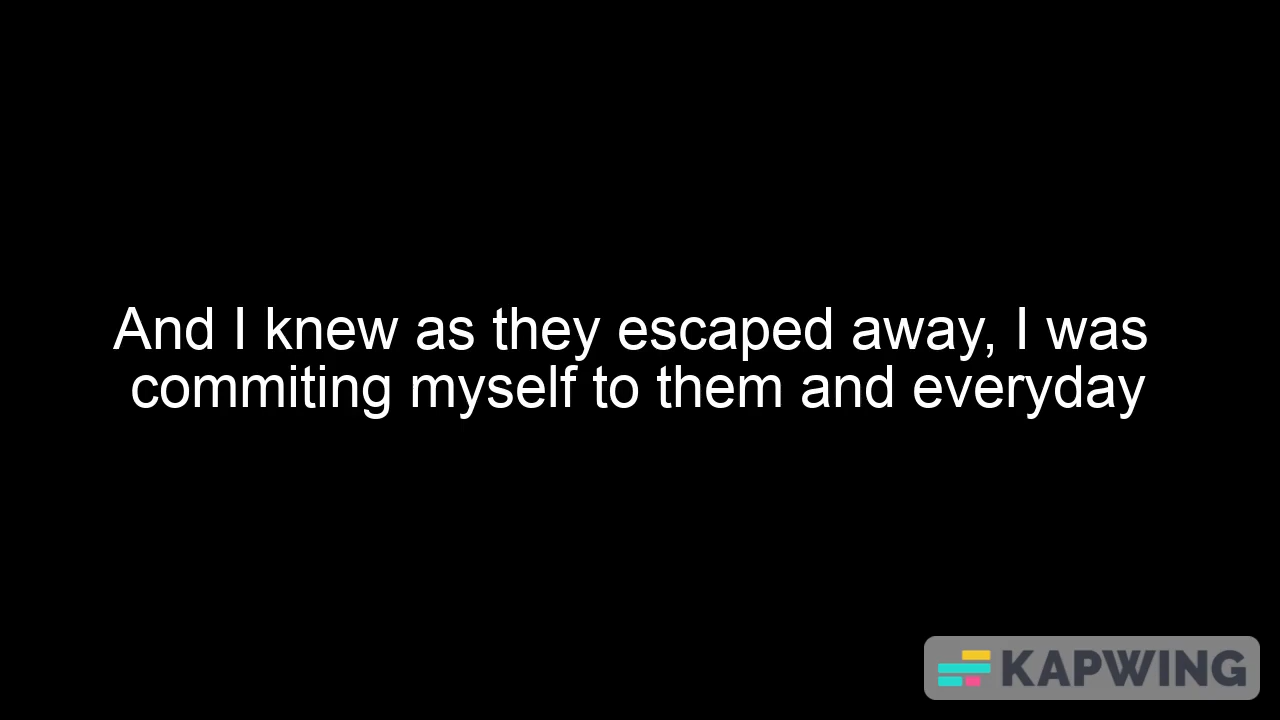 And I knew as they escaped away, I was
commiting myself to them and everyday
KAPWING